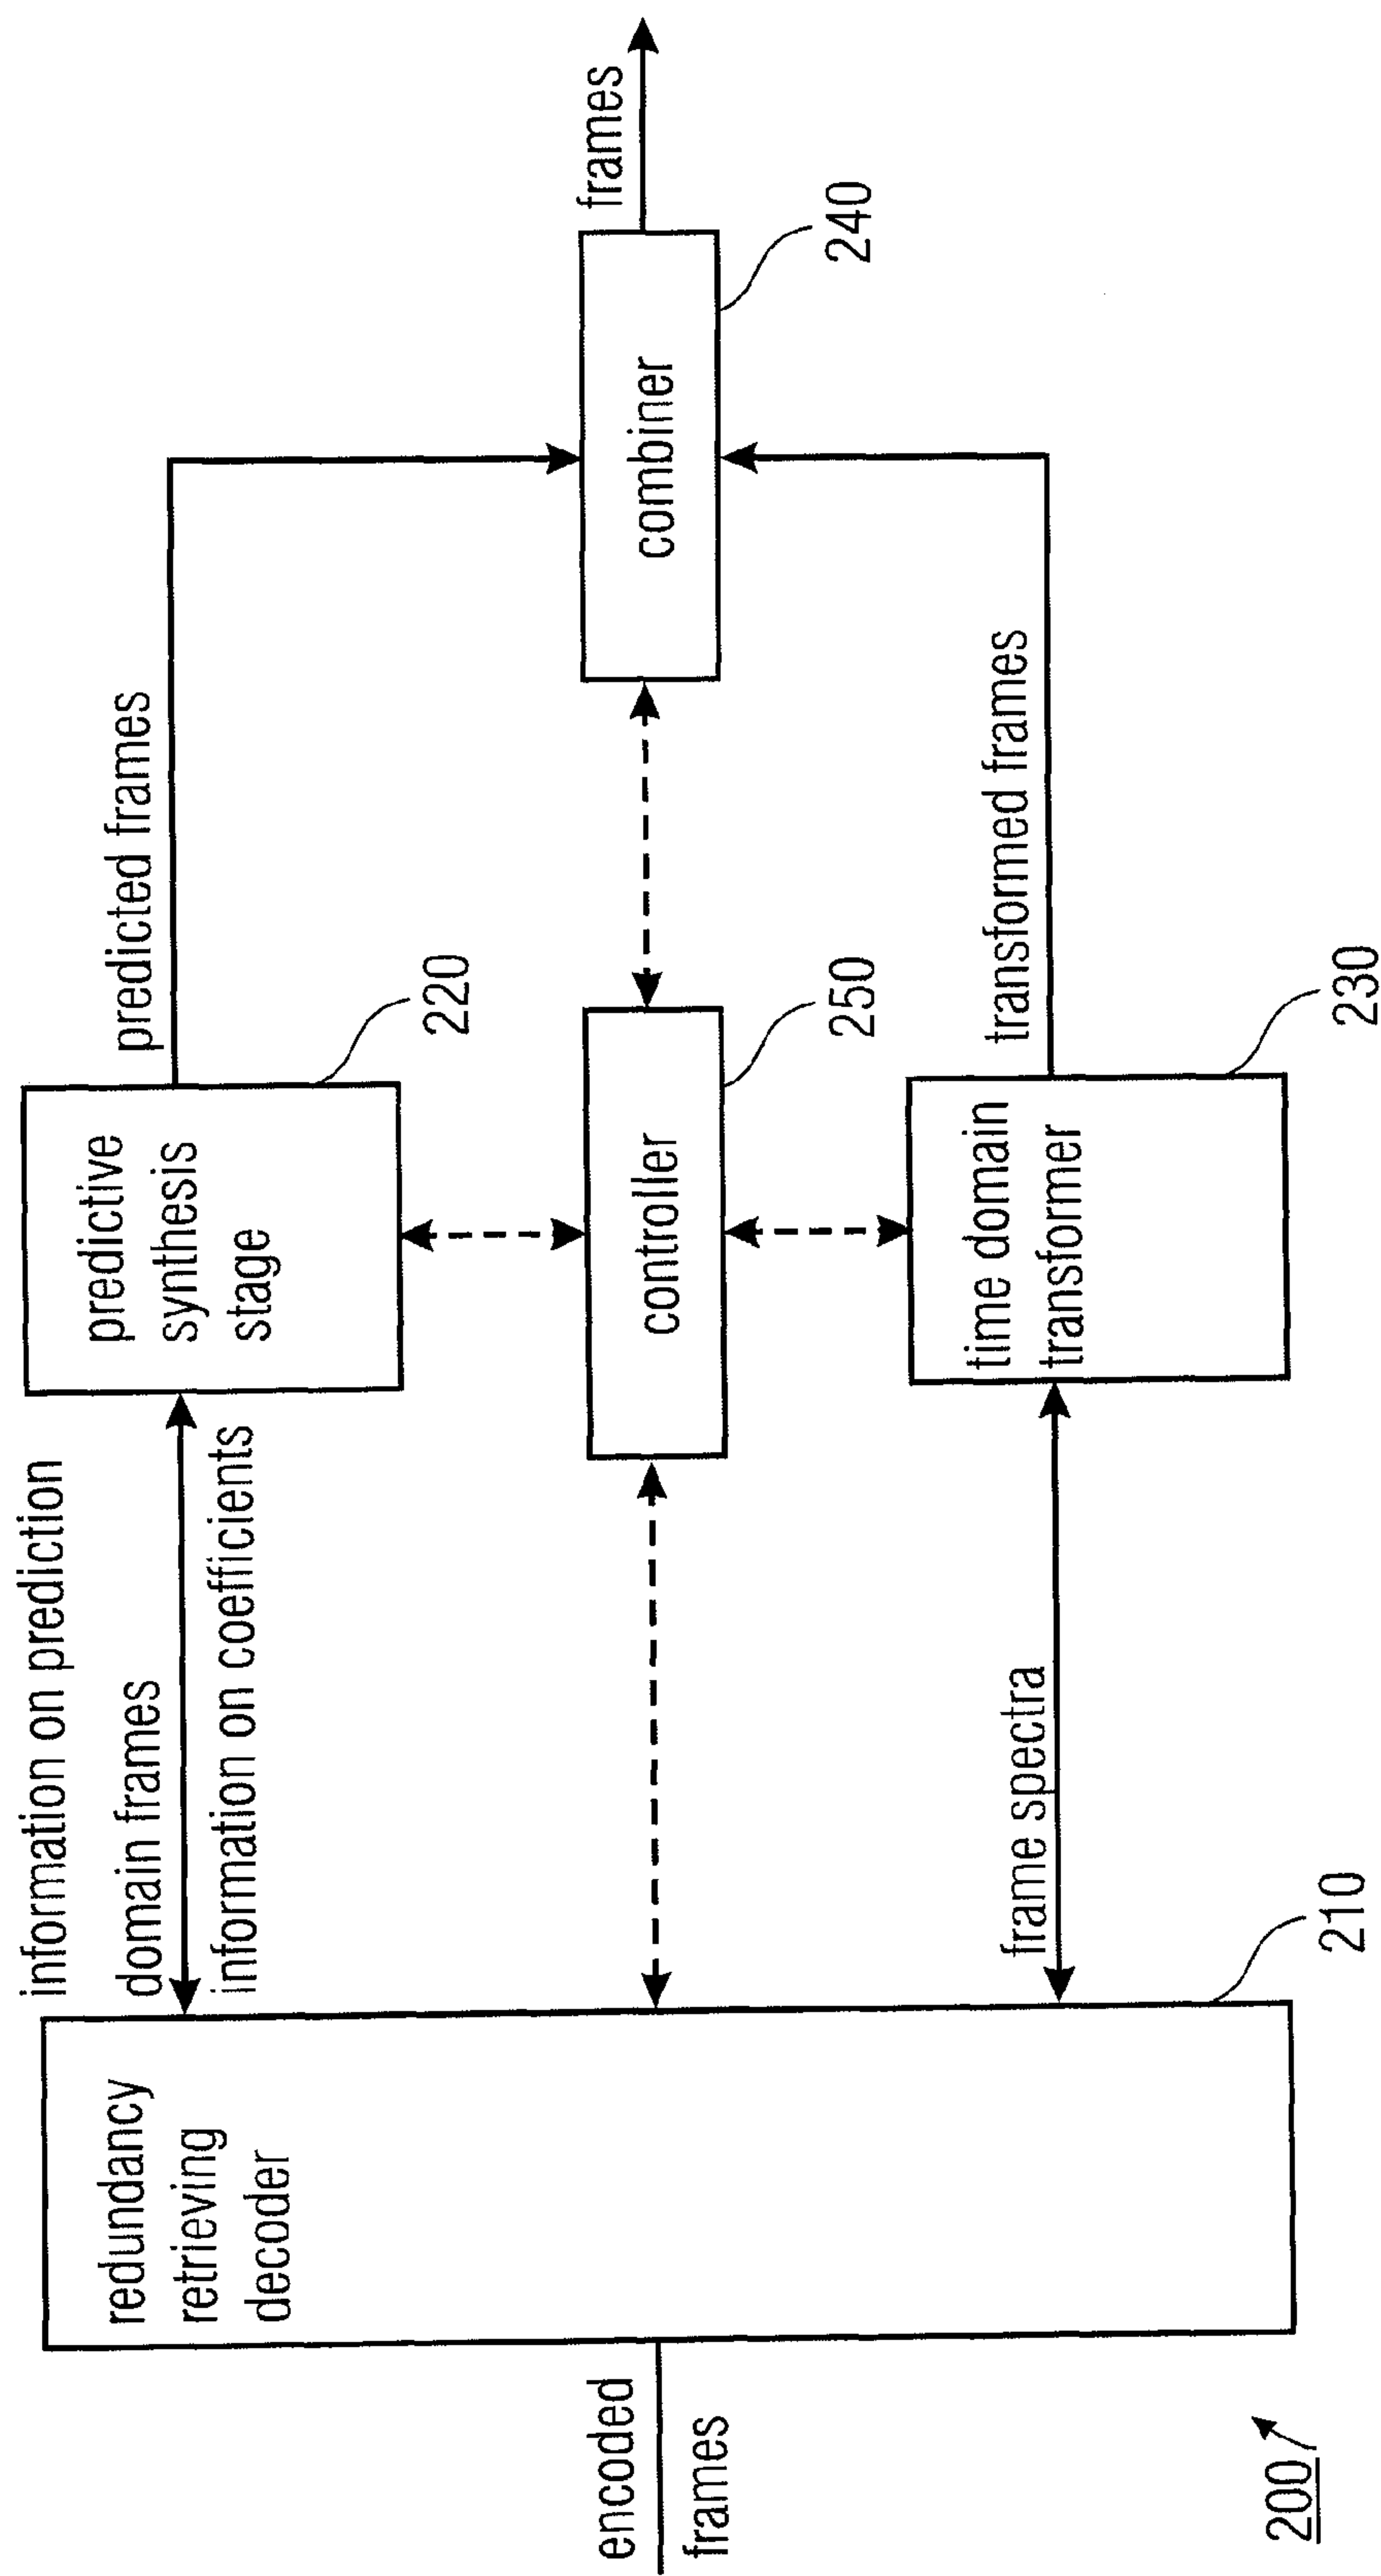 encoded
frames
redundancy
retrieving
decoder
210
information on prediction
domain frames
information on coefficients
frame spectra
predictive
synthesis
stage
220
controller
250
time domain
transformer
230
predicted frames
transformed frames
combiner
240
frames
200